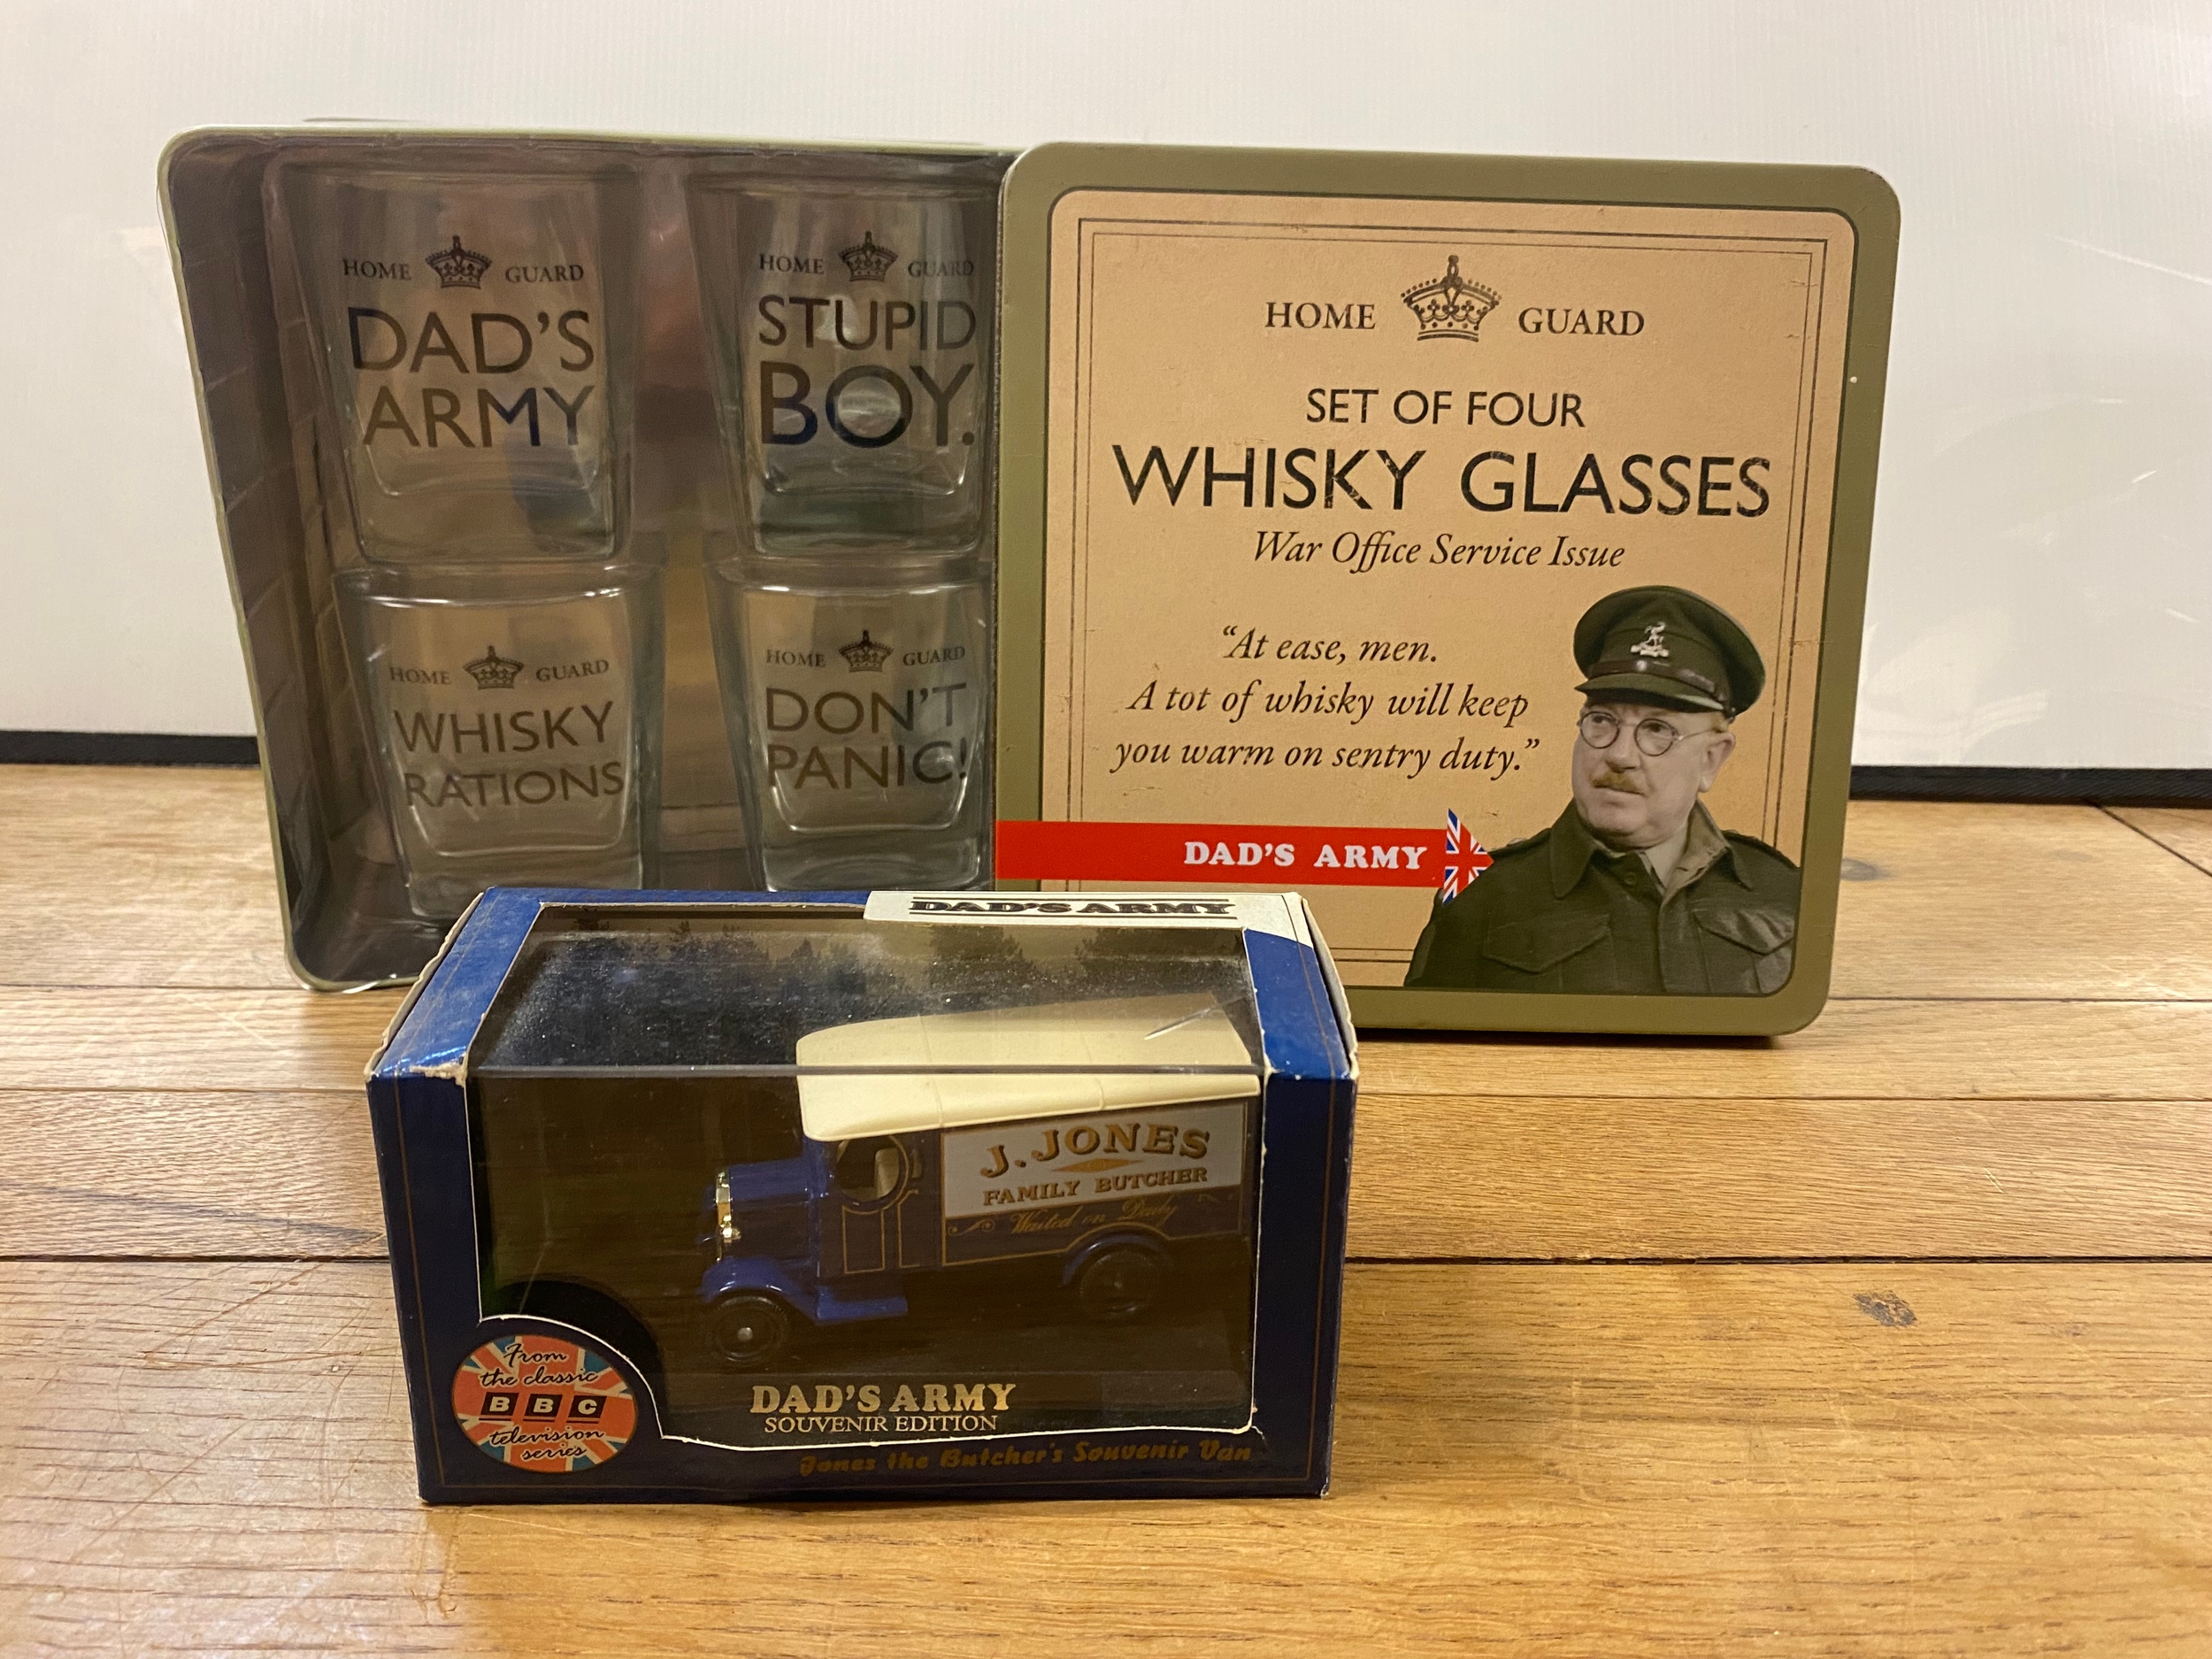 HOME GUARD
DAD'S
ARMY
HOME GUARD
STUPID
BOY.
HOME GUARD
WHISKY
RATIONS
HOME GUARD
DON'T
PANIC!
HOME GUARD
SET OF FOUR
WHISKY GLASSES
War Office Service Issue
“At ease, men.
A tot of whisky will keep
you warm on sentry duty.”
DAD'S ARMY
DAD'S ARMY
J. JONES
FAMILY BUTCHER
Waited on Daily
From
the classic
BBC
television
series
DAD'S ARMY
SOUVENIR EDITION
Jones the Butcher's Souvenir Van